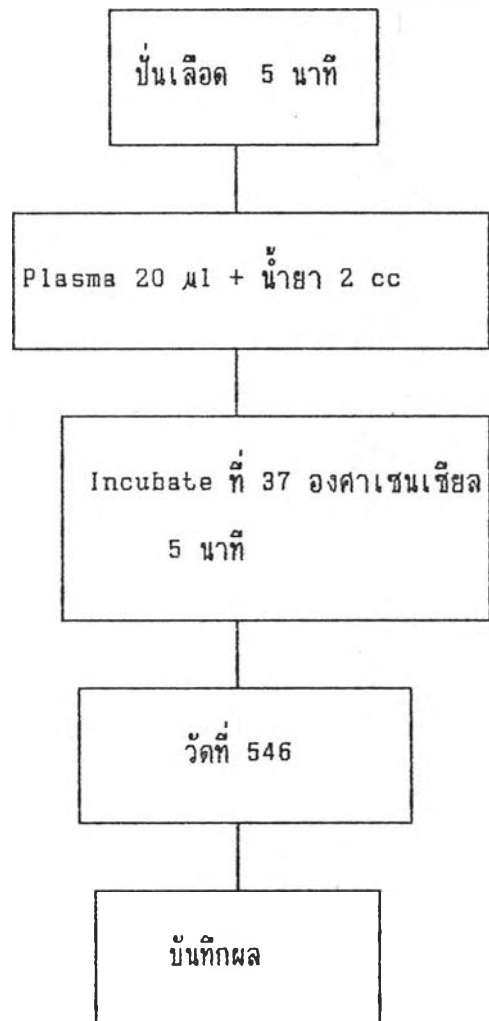 ปั่นเลือด 5 นาที
Plasma 20 µl + น้ำยา 2 cc
Incubate ที่ 37 องศาเซนเซียล
5 นาที
วัดที่ 546
บันทึกผล